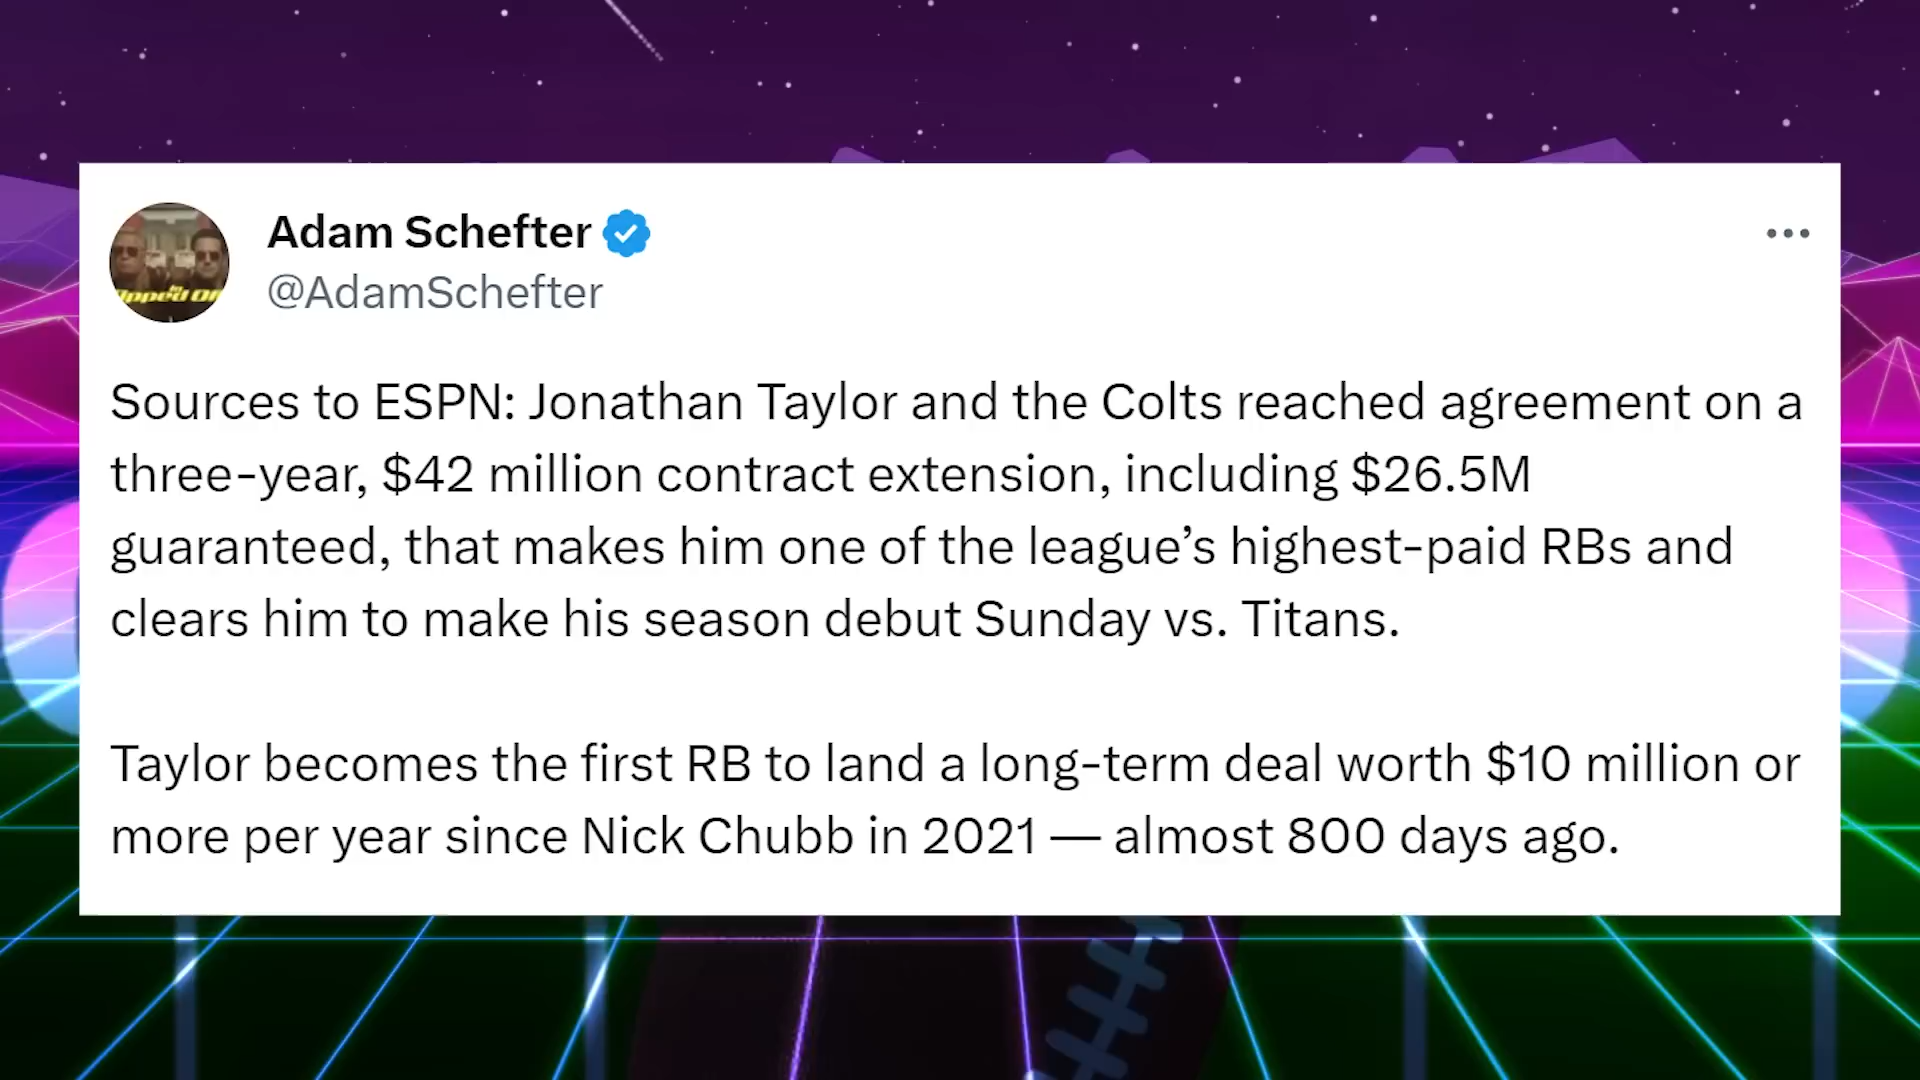 Adam Schefter
@AdamSchefter
Sources to ESPN: Jonathan Taylor and the Colts reached agreement on a
three-year, $42 million contract extension, including $26.5M
guaranteed, that makes him one of the league’s highest-paid RBs and
clears him to make his season debut Sunday vs. Titans.
Taylor becomes the first RB to land a long-term deal worth $10 million or
more per year since Nick Chubb in 2021 — almost 800 days ago.